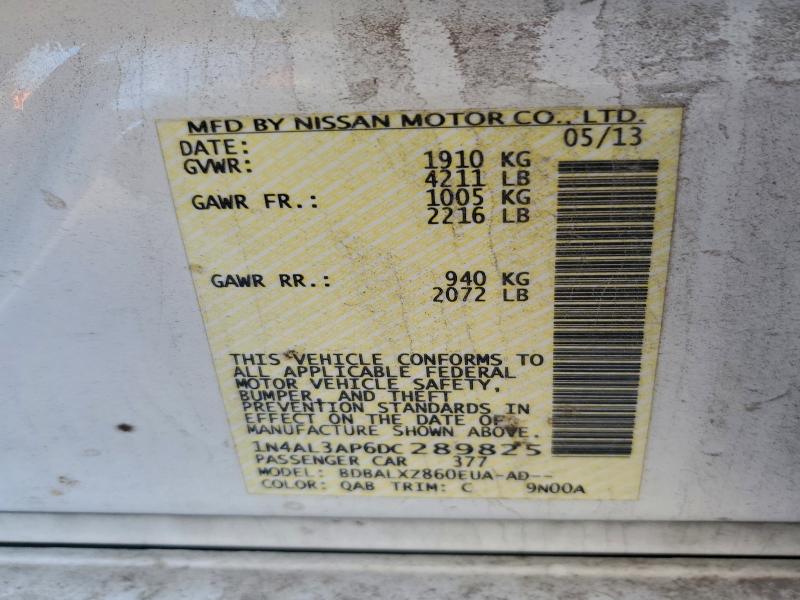 MFD BY NISSAN MOTOR CO., LTD.
DATE: 05/13
GVWR: 1910 KG
4211 LB
GAWR FR.: 1005 KG
2216 LB
GAWR RR.: 940 KG
2072 LB
THIS VEHICLE CONFORMS TO
ALL APPLICABLE FEDERAL
MOTOR VEHICLE SAFETY,
BUMPER, AND THEFT
PREVENTION STANDARDS IN
EFFECT ON THE DATE OF
MANUFACTURE SHOWN ABOVE.
1N4AL3AP6DC289825
PASSENGER CAR 377
MODEL: BDBALXZ860EUA-AD--
COLOR: QAB TRIM: C 9N00A